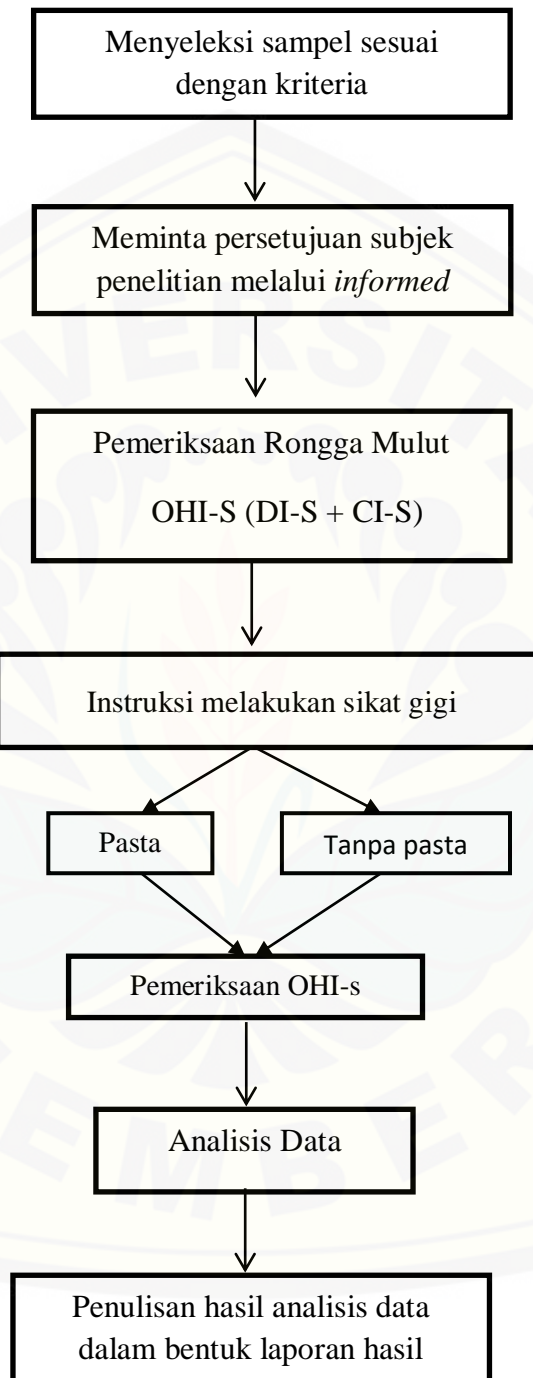 Menyeleksi sampel sesuai
dengan kriteria
Meminta persetujuan subjek
penelitian melalui informed
Pemeriksaan Rongga Mulut
OHI-S (DI-S + CI-S)
Instruksi melakukan sikat gigi
Pasta
Tanpa pasta
Pemeriksaan OHI-s
Analisis Data
Penulisan hasil analisis data
dalam bentuk laporan hasil